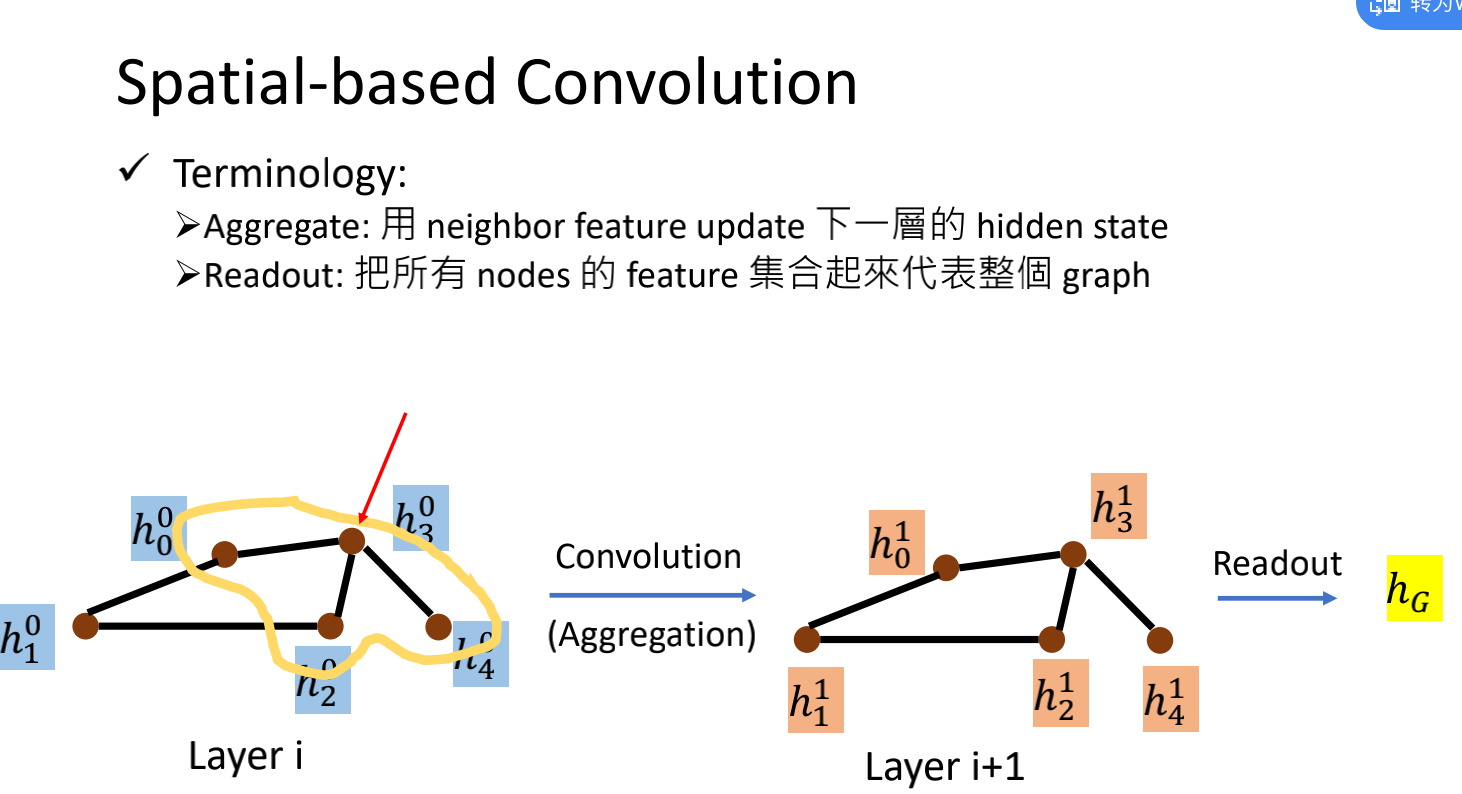 转为W
Spatial-based Convolution
✓ Terminology:
➢Aggregate: 用 neighbor feature update 下一層的 hidden state
➢Readout: 把所有 nodes 的 feature 集合起來代表整個 graph
h_0^0
h_3^0
h_1^0
h_2^0
h_4^0
Layer i
Convolution
(Aggregation)
h_0^1
h_3^1
h_1^1
h_2^1
h_4^1
Layer i+1
Readout
h_G